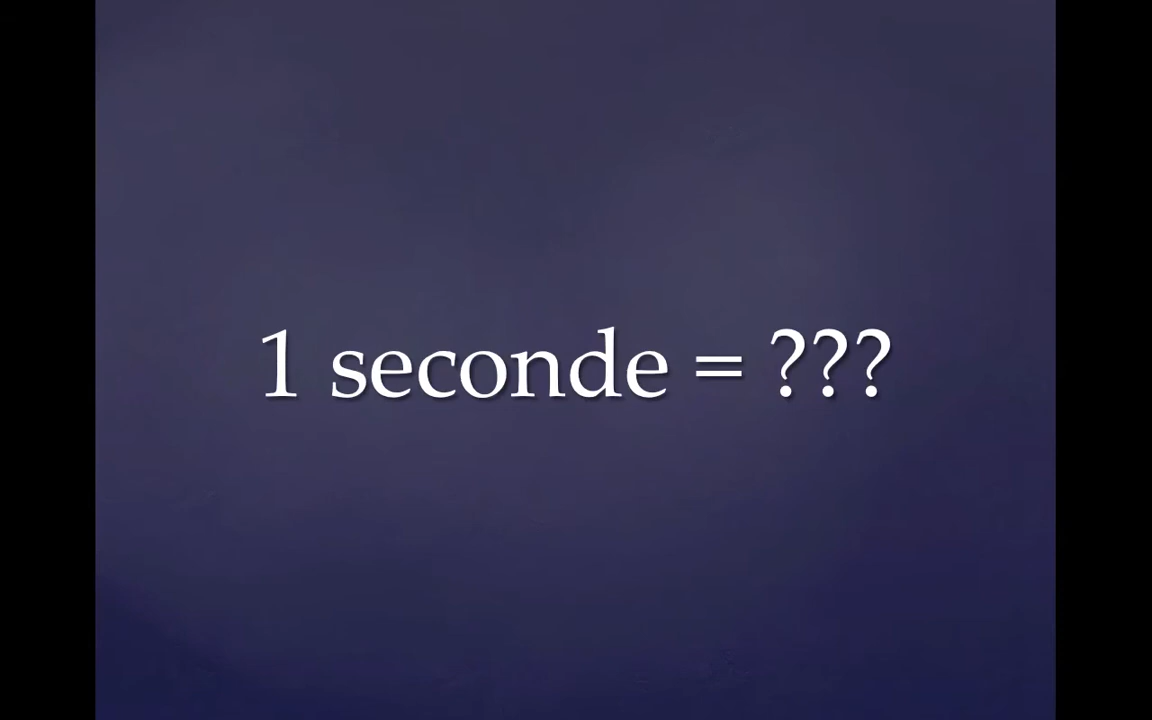 1 seconde = ???